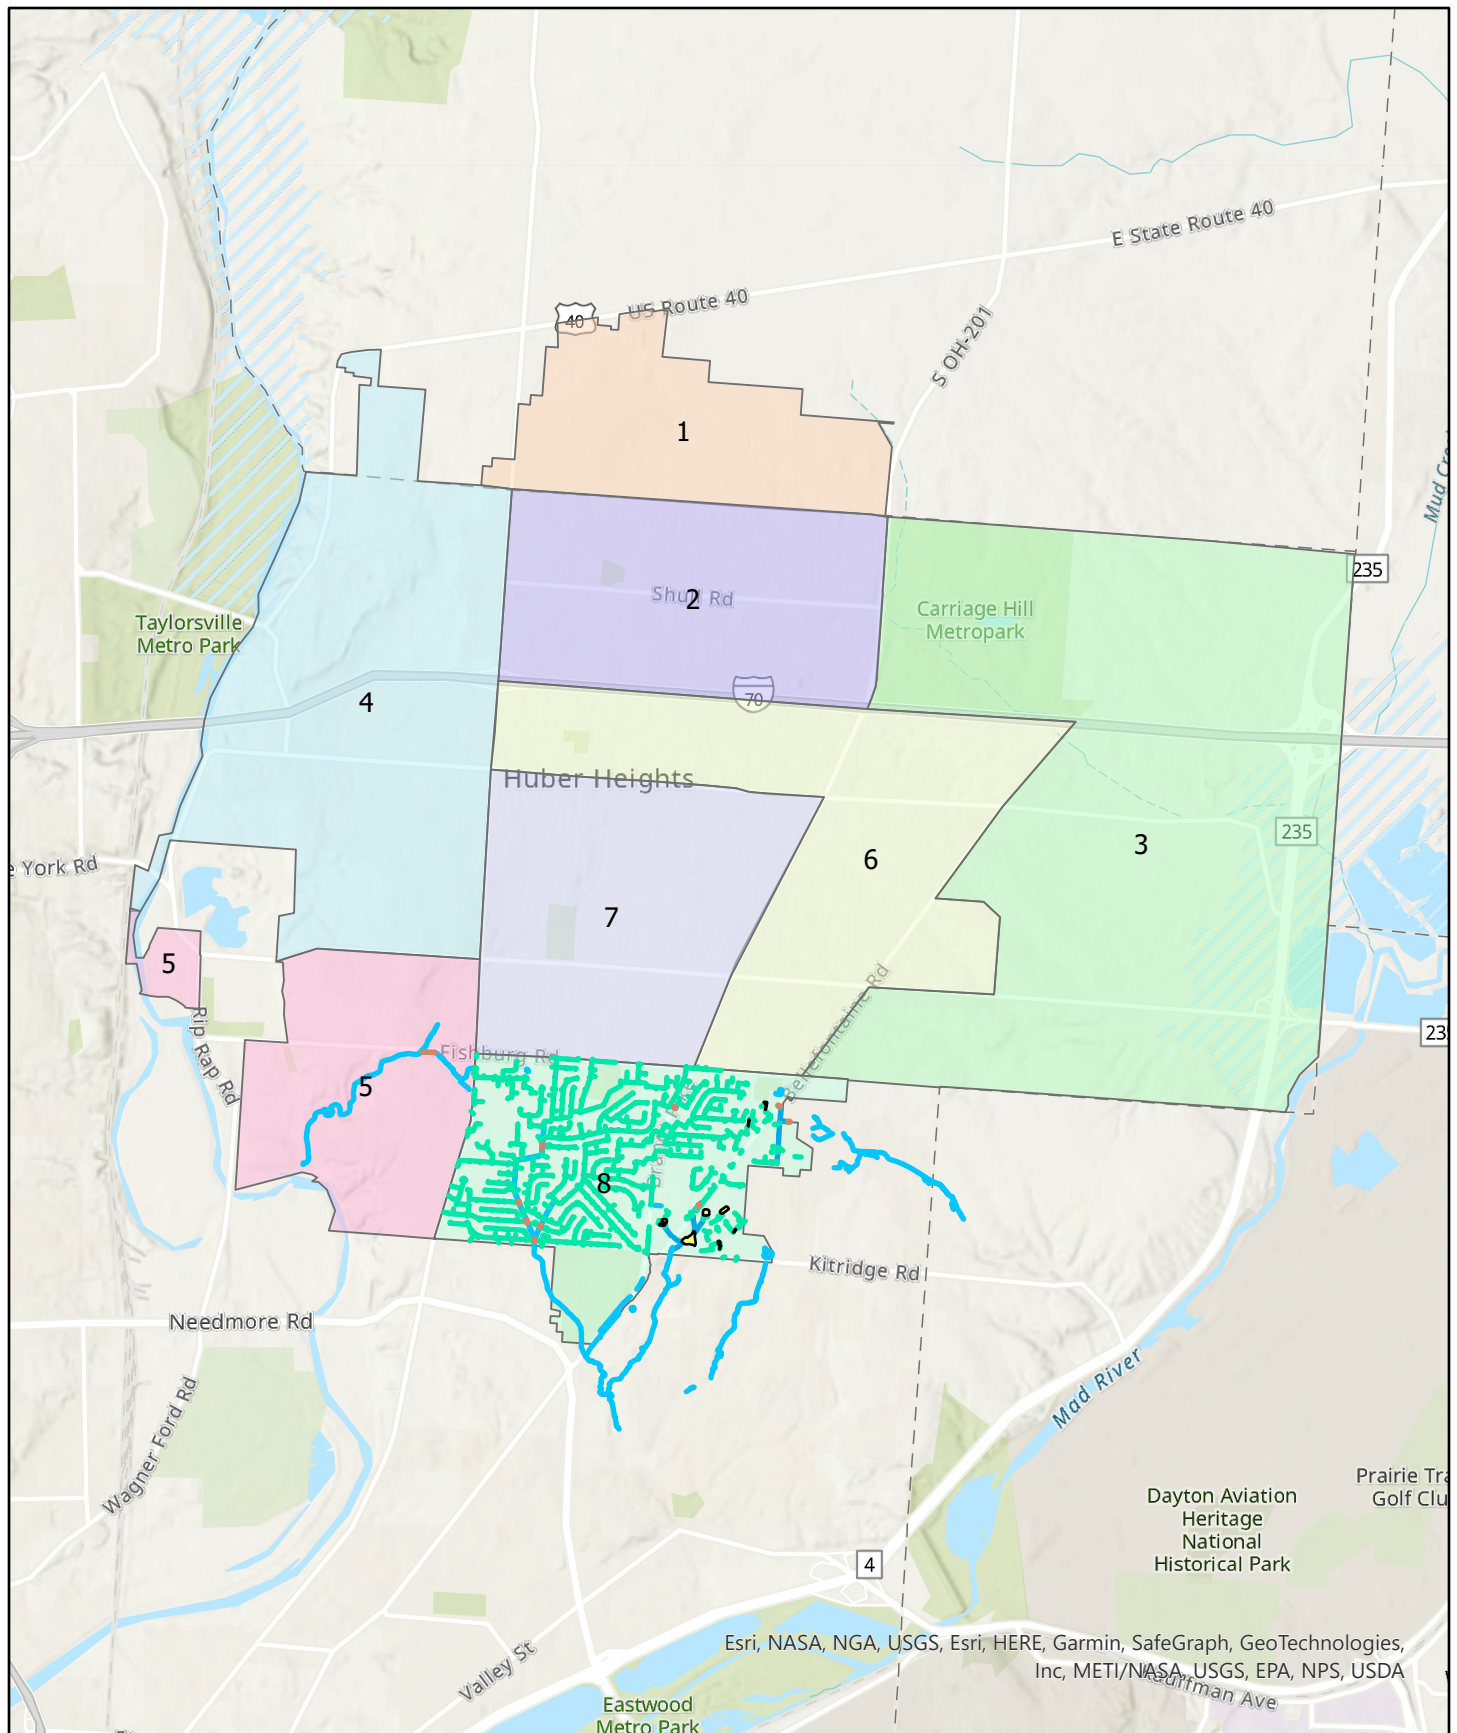 E State Route 40
US Route 40
40
S OH-201
1
Mud Cre
235
Shull Rd
2
Carriage Hill
Metropark
Taylorsville
Metro Park
4
70
Huber Heights
235
3
6
e York Rd
7
5
Rip Rap Rd
Bellefontaine Rd
23
Fishburg Rd
5
8
Kitridge Rd
Needmore Rd
Mad River
Wagner Ford Rd
Prairie Tra
Golf Clu
Dayton Aviation
Heritage
National
Historical Park
4
Esri, NASA, NGA, USGS, Esri, HERE, Garmin, SafeGraph, GeoTechnologies,
Inc, METI/NASA, USGS, EPA, NPS, USDA
Kauffman Ave
Valley St
Eastwood
Metro Park